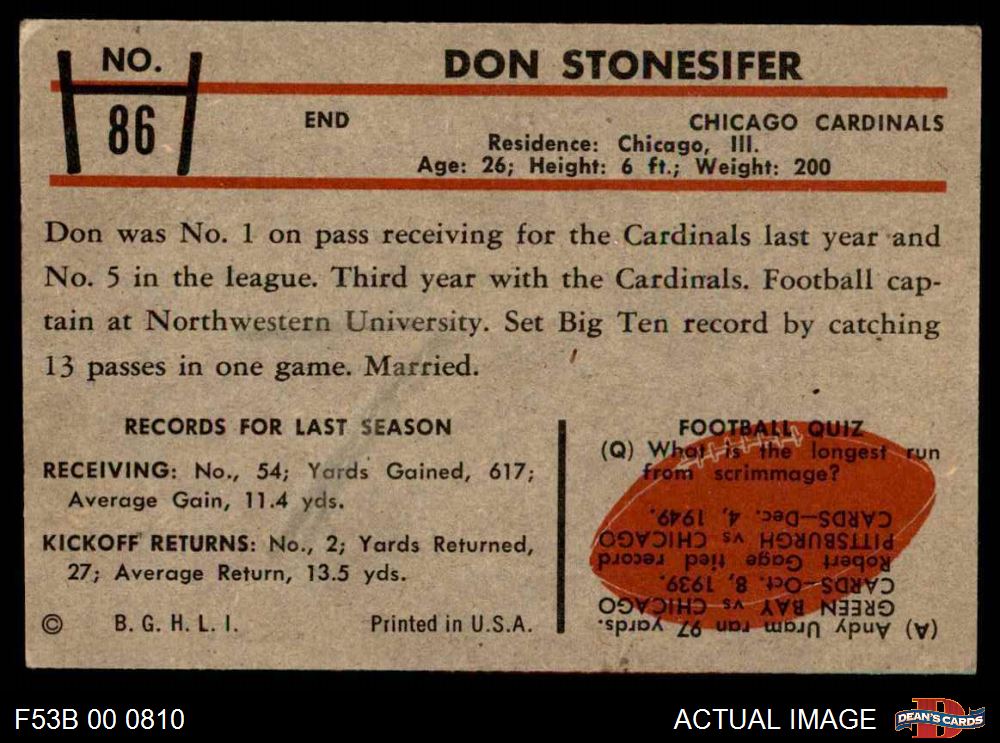 NO.
86
DON STONESIFER
END
CHICAGO CARDINALS
Residence: Chicago, Ill.
Age: 26; Height: 6 ft.; Weight: 200
Don was No. 1 on pass receiving for the Cardinals last year and
No. 5 in the league. Third year with the Cardinals. Football cap-
tain at Northwestern University. Set Big Ten record by catching
13 passes in one game. Married.
RECORDS FOR LAST SEASON
RECEIVING: No., 54; Yards Gained, 617;
Average Gain, 11.4 yds.
KICKOFF RETURNS: No., 2; Yards Returned,
27; Average Return, 13.5 yds.
© B. G. H. L. I. Printed in U.S.A.
FOOTBALL QUIZ
(Q) What is the longest run
from scrimmage?
(A) Andy Uram ran 97 yards.
GREEN BAY vs CHICAGO
CARDS—Oct. 8, 1939.
Robert Gage tied record
PITTSBURGH vs CHICAGO
CARDS—Dec. 4, 1949.
F53B 00 0810
ACTUAL IMAGE
D
DEAN'S CARDS